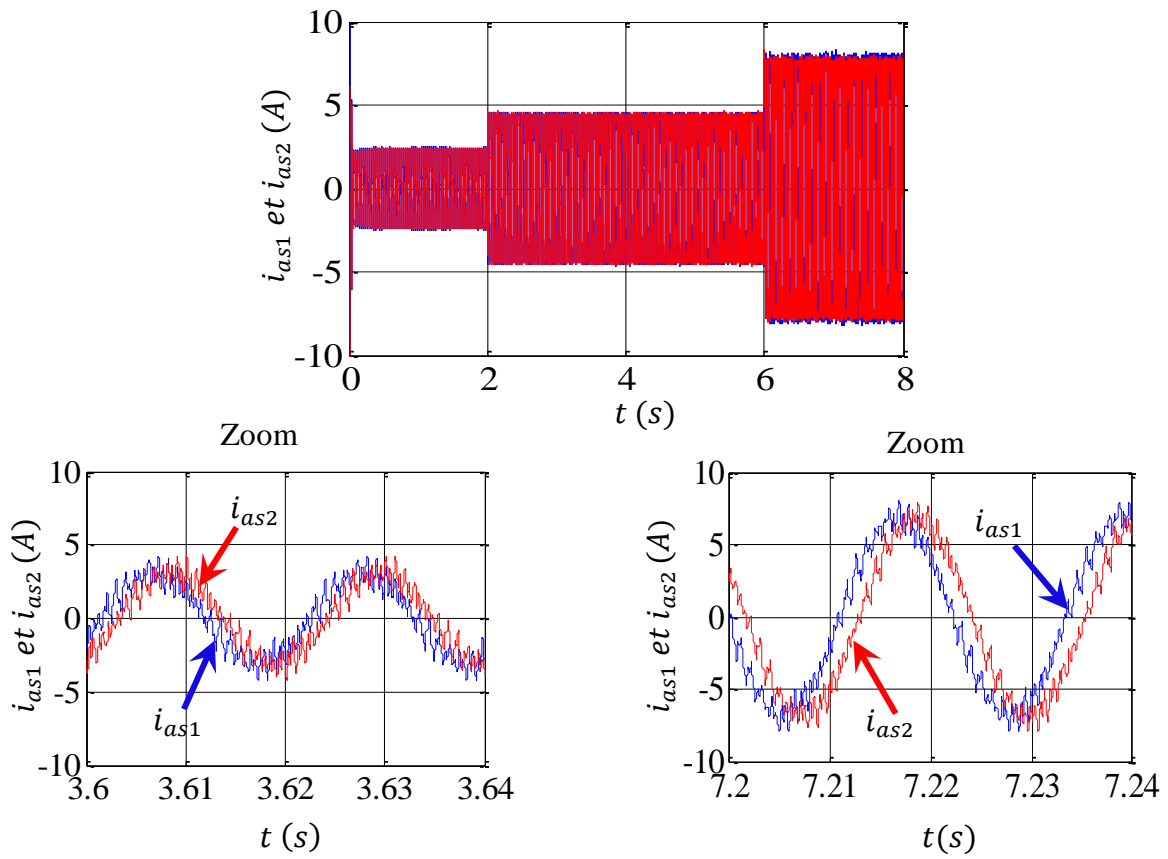 10
5
0
-5
-10
i_as1 et i_as2 (A)
0 2 4 6 8
t (s)
Zoom
10
5
0
-5
-10
i_as1 et i_as2 (A)
i_as2
i_as1
3.6 3.61 3.62 3.63 3.64
t (s)
Zoom
10
5
0
-5
-10
i_as1 et i_as2 (A)
i_as1
i_as2
7.2 7.21 7.22 7.23 7.24
t(s)